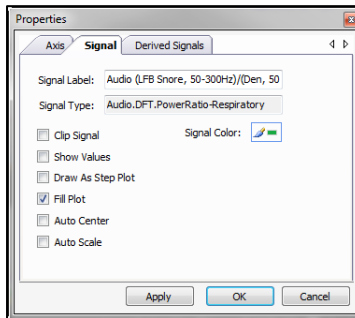 Properties
Axis Signal Derived Signals
Signal Label: Audio (LFB Snore, 50-300Hz)/(Den, 50
Signal Type: Audio.DFT.PowerRatio-Respiratory
Clip Signal Signal Color:
Show Values
Draw As Step Plot
Fill Plot
Auto Center
Auto Scale
Apply OK Cancel